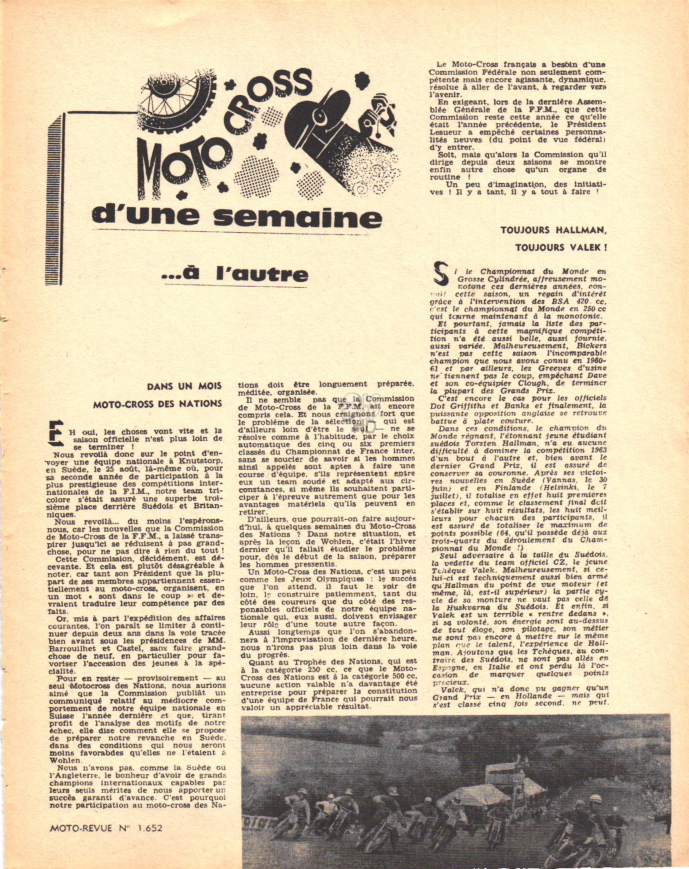 MOTO CROSS
d'une semaine
...à l'autre
DANS UN MOIS
MOTO-CROSS DES NATIONS
EH oui, les choses vont vite et la
saison officielle n'est plus loin de
se terminer !
Nous revoilà donc sur le point d'en-
voyer une équipe nationale à Knutstorp,
en Suède, le 25 août, là-même où, pour
sa seconde année de participation à la
plus prestigieuse des compétitions inter-
nationales de la F.I.M., notre team tri-
colore s'était assuré une superbe troi-
sième place derrière Suédois et Britan-
niques.
Nous revoilà... du moins l'espérons-
nous, car les nouvelles que la Commission
de Moto-Cross de la F.F.M., a laissé trans-
pirer jusqu'ici se réduisent à pas grand-
chose, pour ne pas dire à rien du tout !
Cette Commission, décidément, est dé-
cevante. Et cela est plutôt désagréable à
noter, car tant son Président que la plu-
part de ses membres appartiennent essen-
tiellement au moto-cross, organisent, en
un mot « sont dans le coup » et de-
vraient traduire leur compétence par des
faits.
Or, mis à part l'expédition des affaires
courantes, l'on paraît se limiter à conti-
nuer depuis deux ans dans la voie tracée
bien avant sous les présidences de MM.
Barrouilhet et Castel, sans faire grand-
chose de neuf, en particulier pour fa-
voriser l'accession des jeunes à la spé-
cialité.
Pour en rester — provisoirement — au
seul Motocross des Nations, nous aurions
aimé que la Commission publiât un
communiqué relatif au médiocre com-
portement de notre équipe nationale en
Suisse l'année dernière et que, tirant
profit de l'analyse des motifs de notre
échec, elle dise comment elle se propose
de préparer notre revanche en Suède,
dans des conditions qui nous seront
moins favorables qu'elles ne l'étaient à
Wohlen.
Nous n'avons pas, comme la Suède ou
l'Angleterre, le bonheur d'avoir de grands
champions internationaux capables par
leurs seuls mérites de nous apporter un
succès garanti d'avance. C'est pourquoi
notre participation au moto-cross des Na-
tions doit être longuement préparée,
méditée, organisée.
Il ne semble pas que la Commission
de Moto-Cross de la F.F.M. ait encore
compris cela. Et nous craignons fort que
le problème de la sélection — qui est
d'ailleurs loin d'être le seul — ne se
résolve comme à l'habitude, par le choix
automatique des cinq ou six premiers
classés du Championnat de France inter,
sans se soucier de savoir si les hommes
ainsi appelés sont aptes à faire une
course d'équipe, s'ils représentent entre
eux un team soudé et adapté aux cir-
constances, si même ils souhaitent parti-
ciper à l'épreuve autrement que pour les
avantages matériels qu'ils peuvent en
retirer.
D'ailleurs, que pourrait-on faire aujour-
d'hui, à quelques semaines du Moto-Cross
des Nations ? Dans notre situation, et
après la leçon de Wohlen, c'était l'hiver
dernier qu'il fallait étudier le problème
pour, dès le début de la saison, préparer
les hommes pressentis.
Un Moto-Cross des Nations, c'est un peu
comme les Jeux Olympiques : le succès
que l'on attend, il faut le voir de
loin, le construire patiemment, tant du
côté des coureurs que du côté des res-
ponsables officiels de notre équipe na-
tionale qui, eux aussi, doivent envisager
leur rôle d'une toute autre façon.
Aussi longtemps que l'on s'abandon-
nera à l'improvisation de dernière heure,
nous n'irons pas plus loin dans la voie
du progrès.
Quant au Trophée des Nations, qui est
à la catégorie 250 cc, ce que le Moto-
Cross des Nations est à la catégorie 500 cc,
aucune action valable n'a davantage été
entreprise pour préparer la constitution
d'une équipe de France qui pourrait nous
valoir un appréciable résultat.
Le Moto-Cross français a besoin d'une
Commission Fédérale non seulement com-
pétente mais encore agissante, dynamique,
résolue à aller de l'avant, à regarder vers
l'avenir.
En exigeant, lors de la dernière Assem-
blée Générale de la F.F.M., que cette
Commission reste cette année ce qu'elle
était l'année précédente, le Président
Lesueur a empêché certaines personna-
lités neuves (du point de vue fédéral)
d'y entrer.
Soit, mais qu'alors la Commission qu'il
dirige depuis deux saisons se montre
enfin autre chose qu'un organe de
routine !
Un peu d'imagination, des initiati-
ves ! Il y a tant, il y a tout à faire !
TOUJOURS HALLMAN,
TOUJOURS VALEK !
Si le Championnat du Monde en
Grosse Cylindrée, affreusement mo-
notone ces dernières années, con-
naît cette saison, un regain d'intérêt
grâce à l'intervention des BSA 420 cc,
c'est le championnat du Monde en 250 cc
qui tourne maintenant à la monotonie.
Et pourtant, jamais la liste des par-
ticipants à cette magnifique compéti-
tion n'a été aussi belle, aussi fournie,
aussi variée. Malheureusement, Bickers
n'est pas cette saison l'incomparable
champion que nous avons connu en 1960-
61 et par ailleurs, les Greeves d'usine
ne tiennent pas le coup, empêchant Dave
et son co-équipier Clough, de terminer
la plupart des Grands Prix.
C'est encore le cas pour les officiels
Dot Griffiths et Banks et finalement, la
puissante opposition anglaise se retrouve
battue à plate couture.
Dans ces conditions, le champion du
Monde régnant, l'étonnant jeune étudiant
suédois Torsten Hallman, n'a eu aucune
difficulté à dominer la compétition 1963
d'un bout à l'autre et, bien avant le
dernier Grand Prix, il est assuré de
conserver sa couronne. Après ses victoi-
res nouvelles en Suède (Vannas, le 30
juin) et en Finlande (Helsinki, le 7
juillet), il totalise en effet huit premières
places et, comme le classement final doit
s'établir sur huit résultats, les huit meil-
leurs pour chacun des participants, il
est assuré de totaliser le maximum de
points possible (64, qu'il possède déjà aux
trois-quarts du déroulement du Cham-
pionnat du Monde !)
Seul adversaire à la taille du Suédois,
la vedette du team officiel CZ, le jeune
Tchèque Valek. Malheureusement, si ce-
lui-ci est techniquement aussi bien armé
qu'Hallman du point de vue moteur (et
même, là, est-il supérieur) la partie cy-
cle de sa monture ne vaut pas celle de
la Huskvarna du Suédois. Et enfin, si
Valek est un terrible « rentre dedans »,
si sa volonté, son énergie sont au-dessus
de tout éloge, son pilotage, son métier
ne sont pas encore à mettre sur le même
plan que le talent, l'expérience de Hall-
man. Ajoutons que les Tchèques, au con-
traire des Suédois, ne sont pas allés en
Espagne, en Italie et ont perdu là l'oc-
casion de marquer quelques points
précieux.
Valek, qui n'a donc pu gagner qu'un
Grand Prix — en Hollande — mais qui
s'est classé cinq fois second, ne peut,
MOTO-REVUE N° 1.652